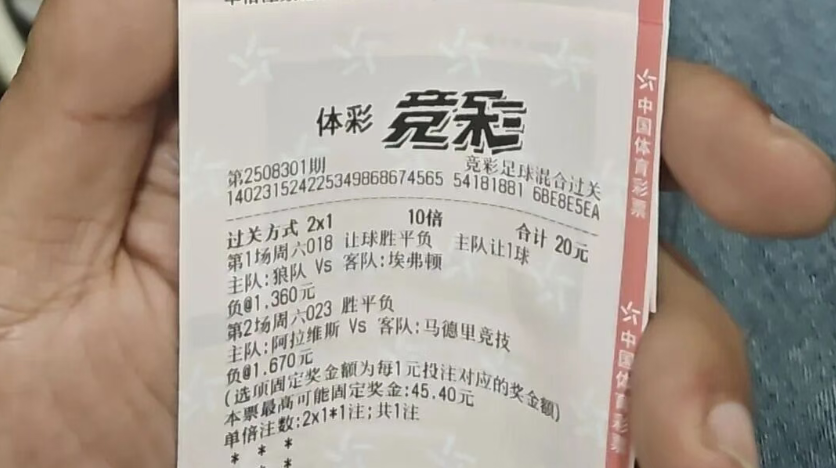 体彩 竞彩
第2508301期 竞彩足球混合过关
140231524225349868674565 54181881 6BE8E5EA
过关方式 2x1 10倍 合计 20元
第1场周六018 让球胜平负 主队让1球
主队:狼队 Vs 客队:埃弗顿
负@1.360元
第2场周六023 胜平负
主队:阿拉维斯 Vs 客队:马德里竞技
负@1.670元
(选项固定奖金额为每1元投注对应的奖金额)
本票最高可能固定奖金:45.40元
单倍注数:2x1*1注;共1注
* * *
* * *
中国体育彩票
中国体育彩票